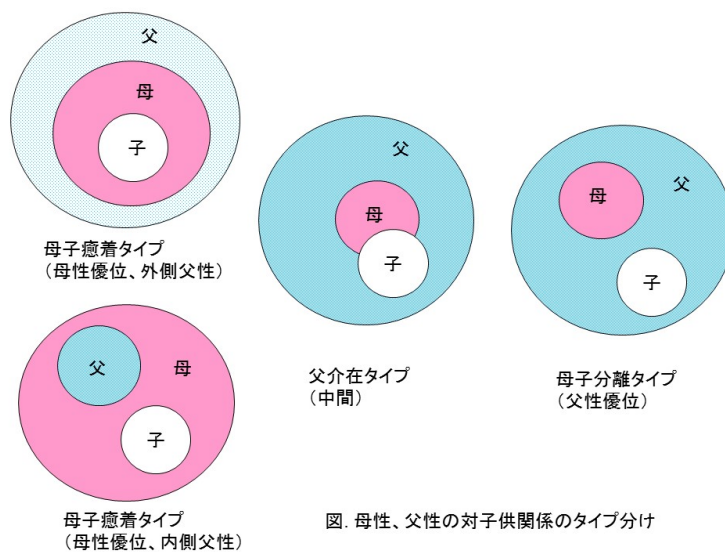 父
母
子
母子癒着タイプ
（母性優位、外側父性）
父
母
子
母子癒着タイプ
（母性優位、内側父性）
父
母
子
父介在タイプ
（中間）
父
母
子
母子分離タイプ
（父性優位）
図. 母性、父性の対子供関係のタイプ分け